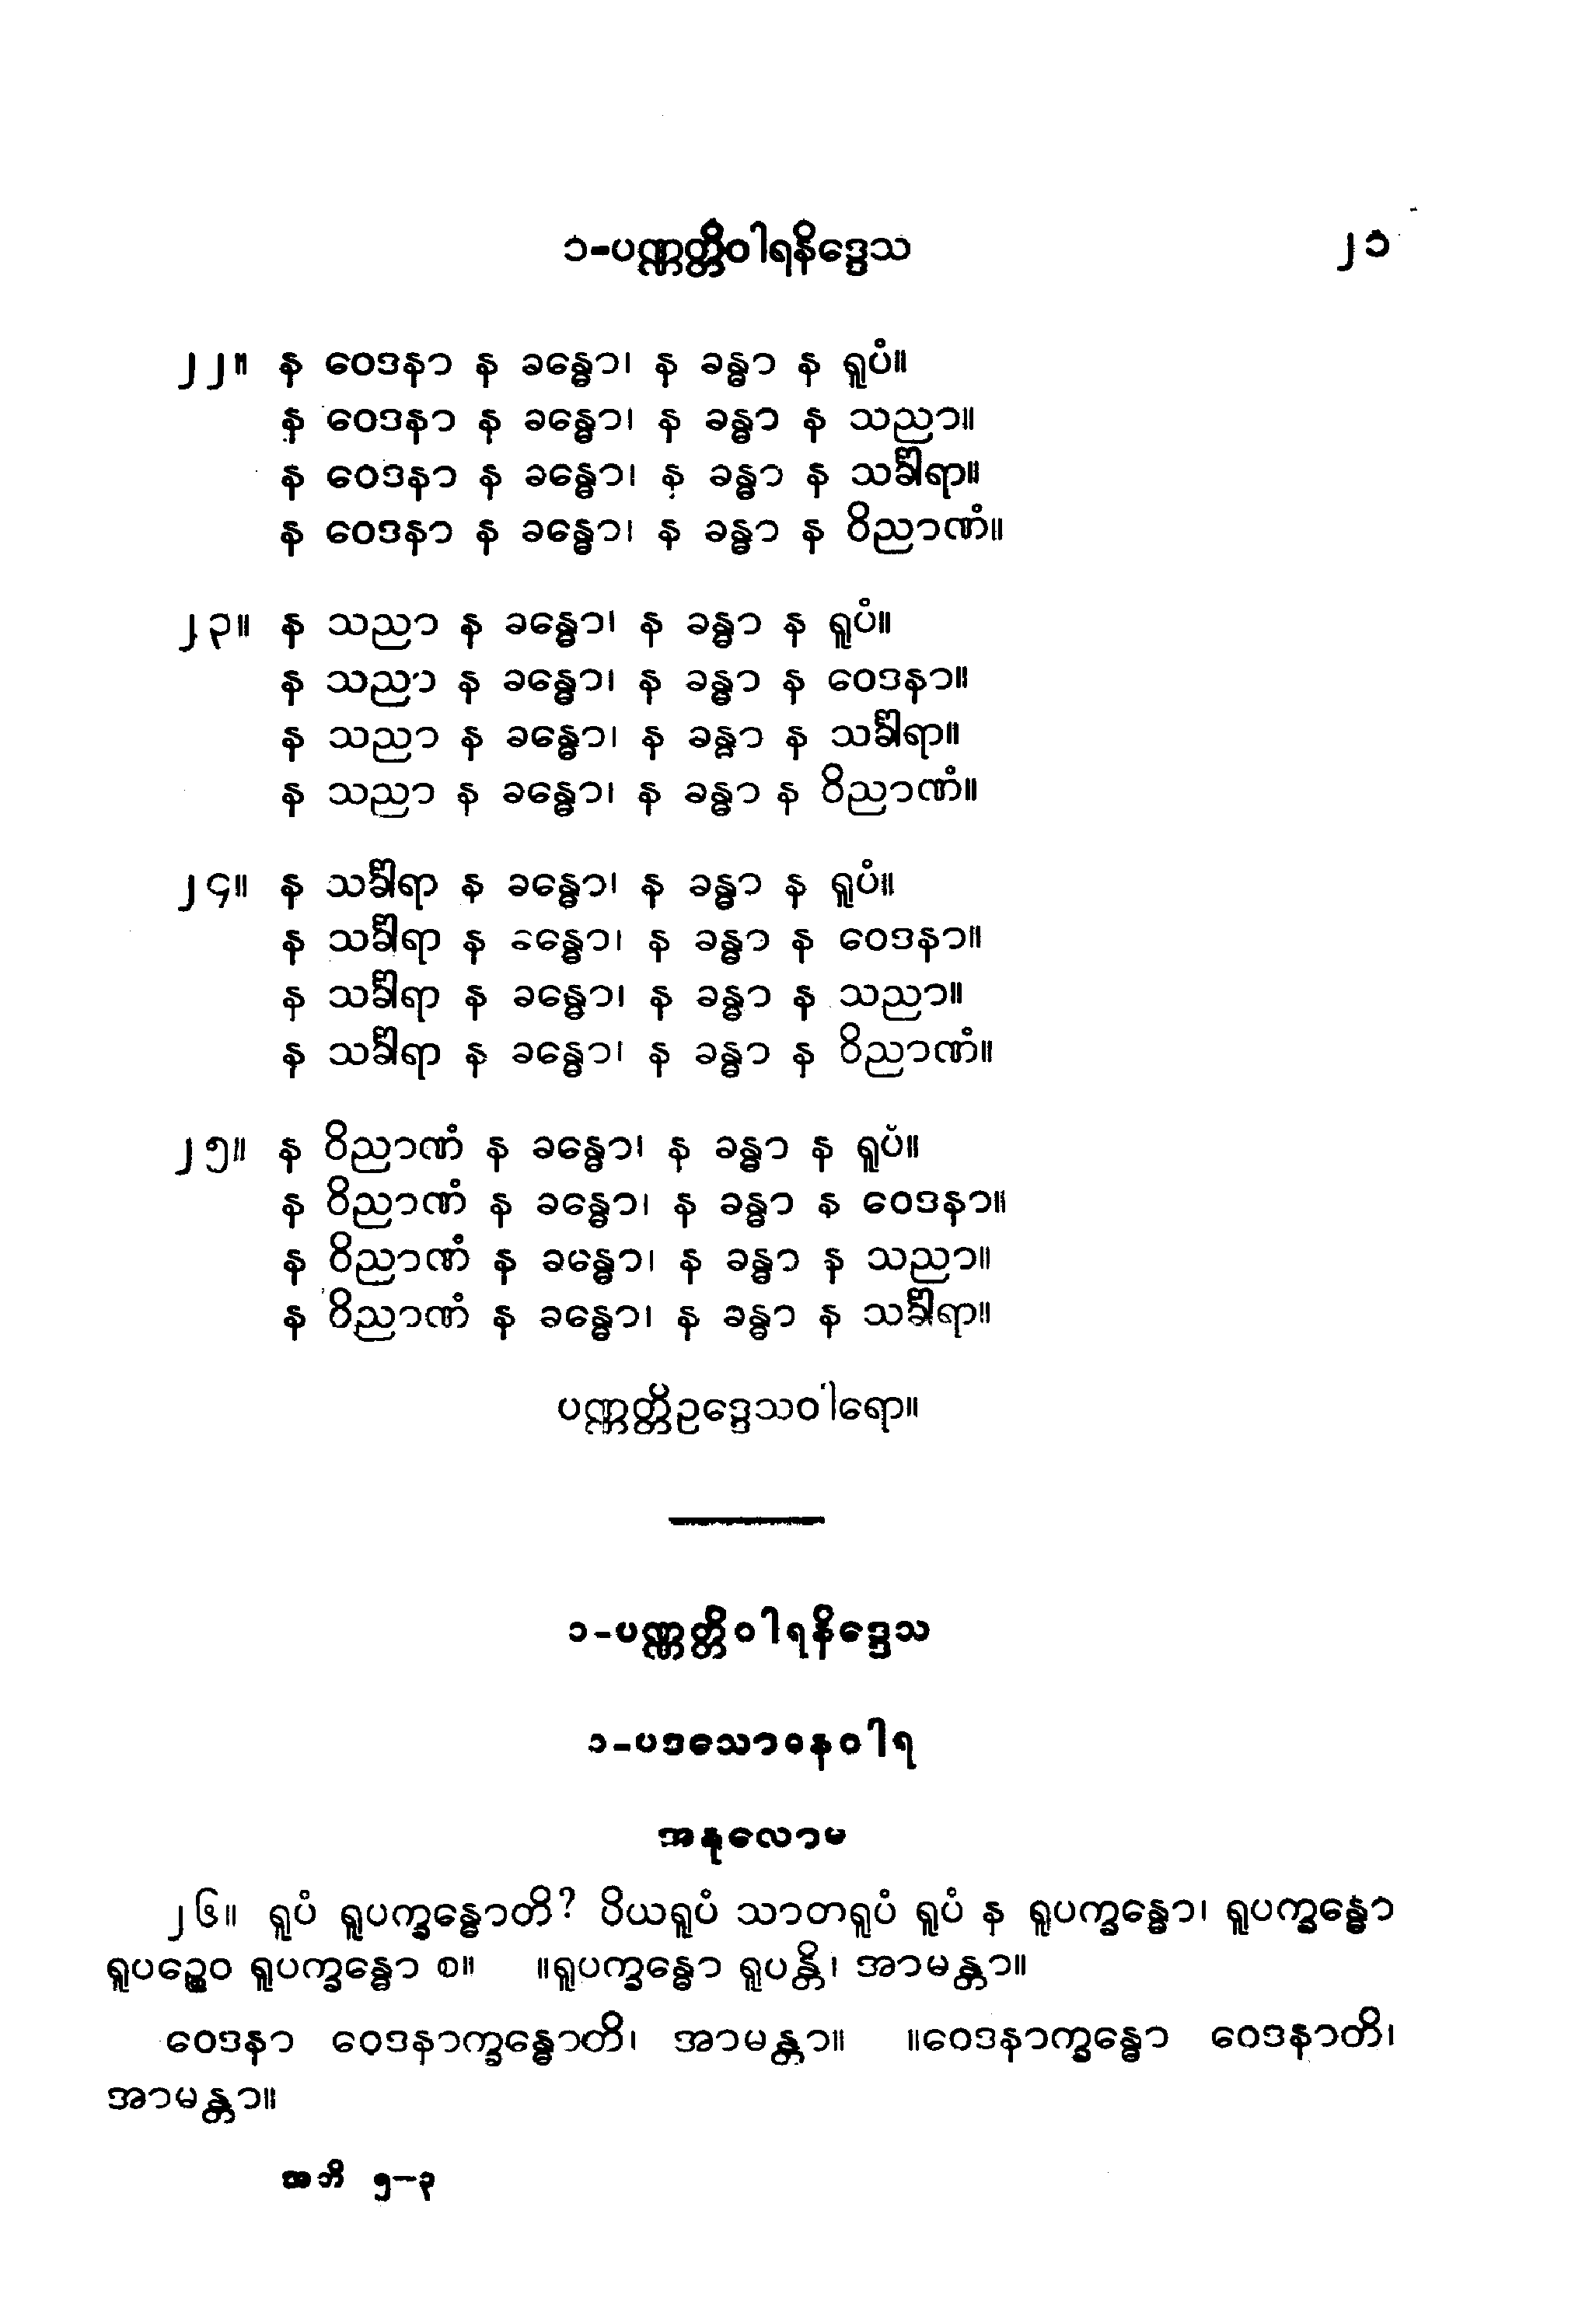 ၁-ပဏ္ဏတ္တိဝါရနိဒ္ဒေသ ၂၁
၂၂။ န ဝေဒနာ န ခန္ဓော၊ န ခန္ဓာ န ရူပံ။
န ဝေဒနာ န ခန္ဓော၊ န ခန္ဓာ န သညာ။
န ဝေဒနာ န ခန္ဓော၊ န ခန္ဓာ န သင်္ခါရာ။
န ဝေဒနာ န ခန္ဓော၊ န ခန္ဓာ န ဝိညာဏံ။
၂၃။ န သညာ န ခန္ဓော၊ န ခန္ဓာ န ရူပံ။
န သညာ န ခန္ဓော၊ န ခန္ဓာ န ဝေဒနာ။
န သညာ န ခန္ဓော၊ န ခန္ဓာ န သင်္ခါရာ။
န သညာ န ခန္ဓော၊ န ခန္ဓာ န ဝိညာဏံ။
၂၄။ န သင်္ခါရာ န ခန္ဓော၊ န ခန္ဓာ န ရူပံ။
န သင်္ခါရာ န ခန္ဓော၊ န ခန္ဓာ န ဝေဒနာ။
န သင်္ခါရာ န ခန္ဓော၊ န ခန္ဓာ န သညာ။
န သင်္ခါရာ န ခန္ဓော၊ န ခန္ဓာ န ဝိညာဏံ။
၂၅။ န ဝိညာဏံ န ခန္ဓော၊ န ခန္ဓာ န ရူပံ။
န ဝိညာဏံ န ခန္ဓော၊ န ခန္ဓာ န ဝေဒနာ။
န ဝိညာဏံ န ခန္ဓော၊ န ခန္ဓာ န သညာ။
န ဝိညာဏံ န ခန္ဓော၊ န ခန္ဓာ န သင်္ခါရာ။
ပဏ္ဏတ္တိဥဒ္ဒေသဝါရော။
၁-ပဏ္ဏတ္တိဝါရနိဒ္ဒေသ
၁-ပဒသောဓနဝါရ
အနုလောမ
၂၆။ ရူပံ ရူပက္ခန္ဓောတိ? ပိယရူပံ သာတရူပံ ရူပံ န ရူပက္ခန္ဓော၊ ရူပက္ခန္ဓော
ရူပဉ္စေဝ ရူပက္ခန္ဓော စ။ ။ရူပက္ခန္ဓော ရူပန္တိ၊ အာမန္တာ။
ဝေဒနာ ဝေဒနာက္ခန္ဓောတိ၊ အာမန္တာ။ ။ဝေဒနာက္ခန္ဓော ဝေဒနာတိ၊
အာမန္တာ။
အဘိ ၅–၃